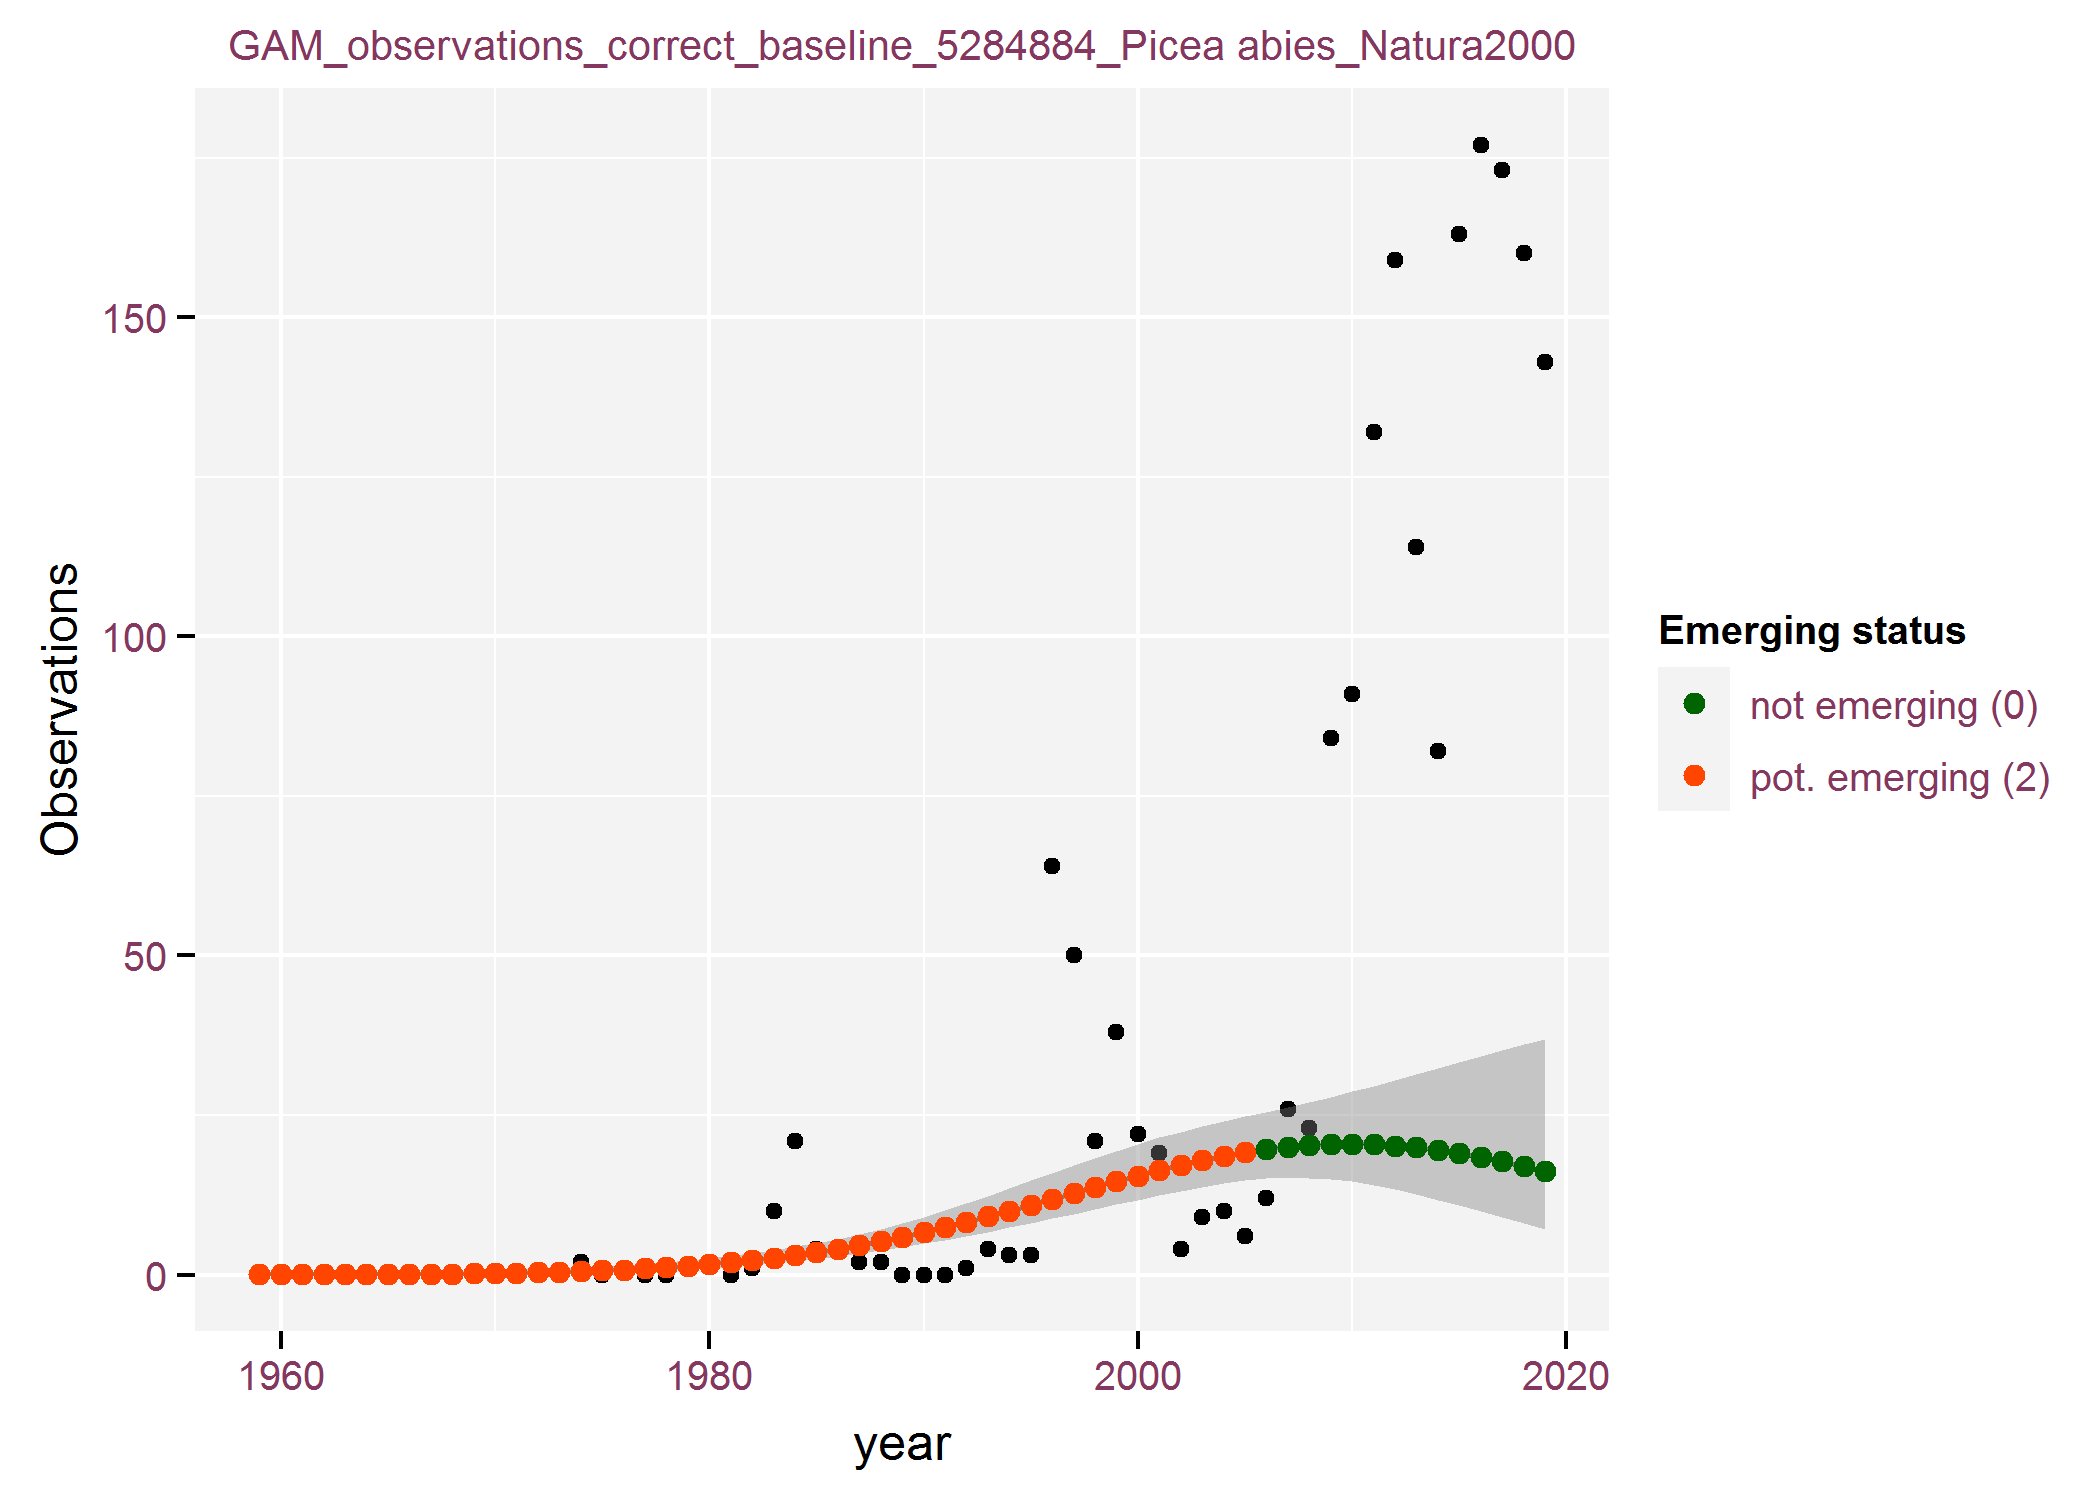 GAM_observations_correct_baseline_5284884_Picea abies_Natura2000
150
100
50
0
Observations
1960
1980
2000
2020
year
Emerging status
not emerging (0)
pot. emerging (2)